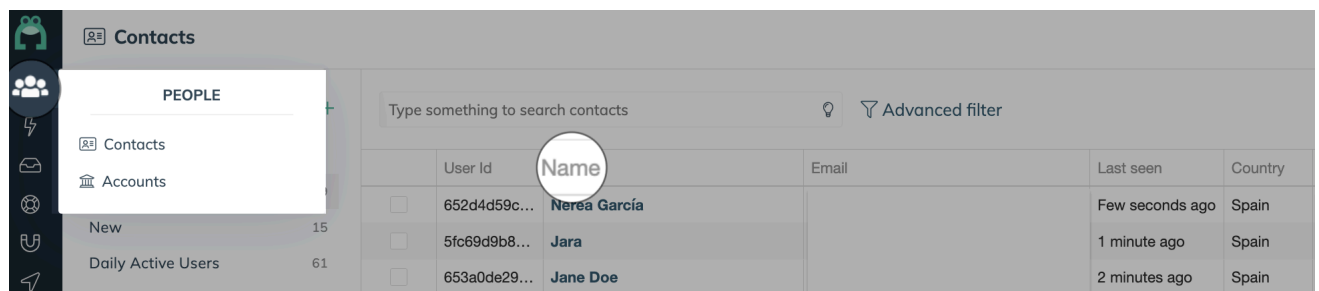 Contacts
PEOPLE
Contacts
Accounts
New 15
Daily Active Users 61
+
Type something to search contacts
Advanced filter
User Id Name Email Last seen Country
652d4d59c... Nerea García Few seconds ago Spain
5fc69d9b8... Jara 1 minute ago Spain
653a0de29... Jane Doe 2 minutes ago Spain